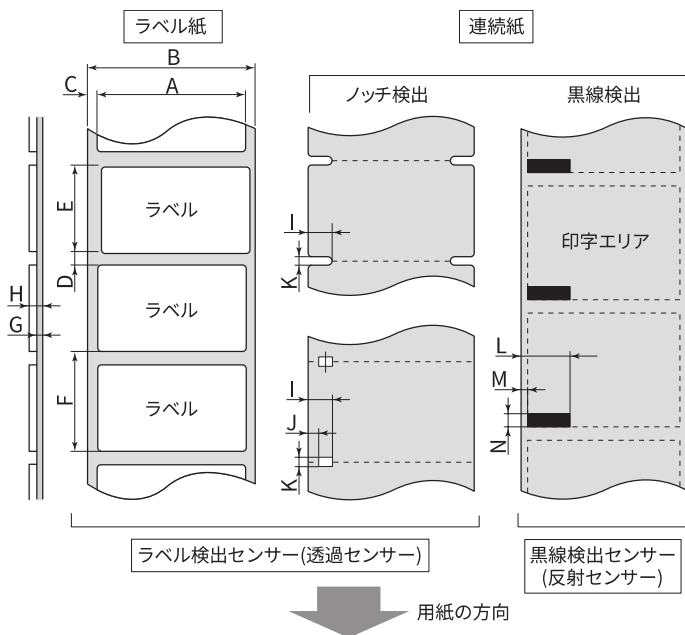 ラベル紙
連続紙
B
C
A
ノッチ検出
黒線検出
E
ラベル
I
印字エリア
K
D
H
G
ラベル
L
M
I
F
ラベル
J
N
K
ラベル検出センサー(透過センサー)
黒線検出センサー
(反射センサー)
用紙の方向